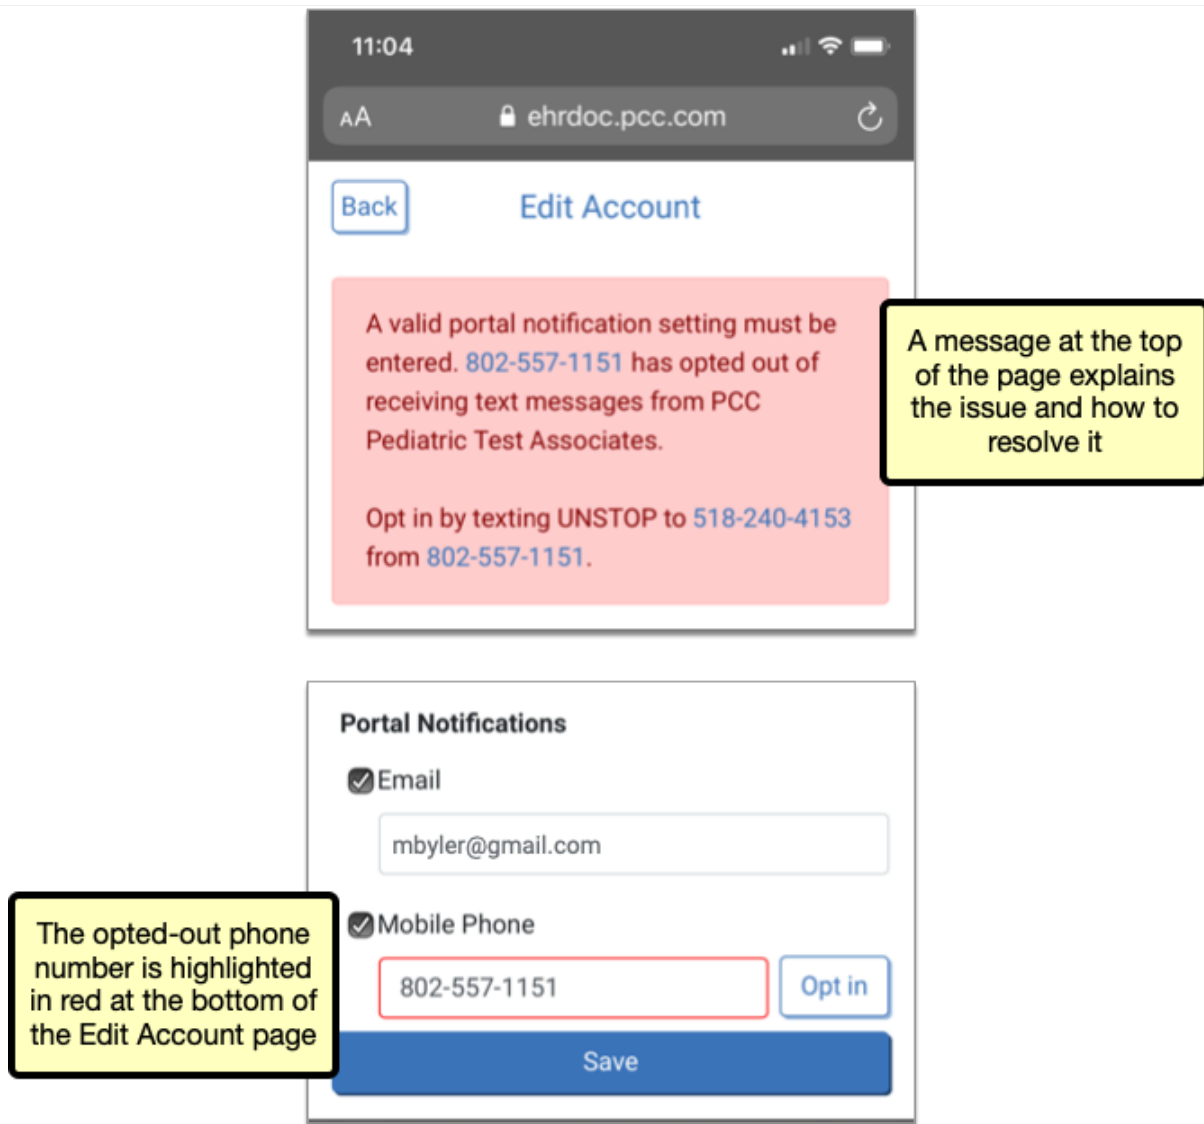 11:04
AA ehrdoc.pcc.com
Back Edit Account
A valid portal notification setting must be
entered. 802-557-1151 has opted out of
receiving text messages from PCC
Pediatric Test Associates.
Opt in by texting UNSTOP to 518-240-4153
from 802-557-1151.
A message at the top
of the page explains
the issue and how to
resolve it
Portal Notifications
Email
mbyler@gmail.com
Mobile Phone
802-557-1151 Opt in
Save
The opted-out phone
number is highlighted
in red at the bottom of
the Edit Account page